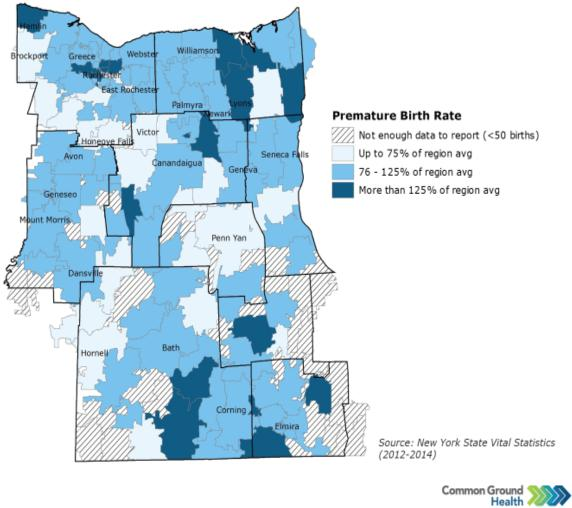 Hamlin
Brockport
Greece
Webster
Williamson
Rochester
East Rochester
Palmyra
Lyons
Newark
Honeoye Falls
Victor
Avon
Canandaigua
Geneva
Seneca Falls
Geneseo
Mount Morris
Penn Yan
Dansville
Hornell
Bath
Corning
Elmira
Premature Birth Rate
Not enough data to report (<50 births)
Up to 75% of region avg
76 - 125% of region avg
More than 125% of region avg
Source: New York State Vital Statistics
(2012-2014)
Common Ground
Health